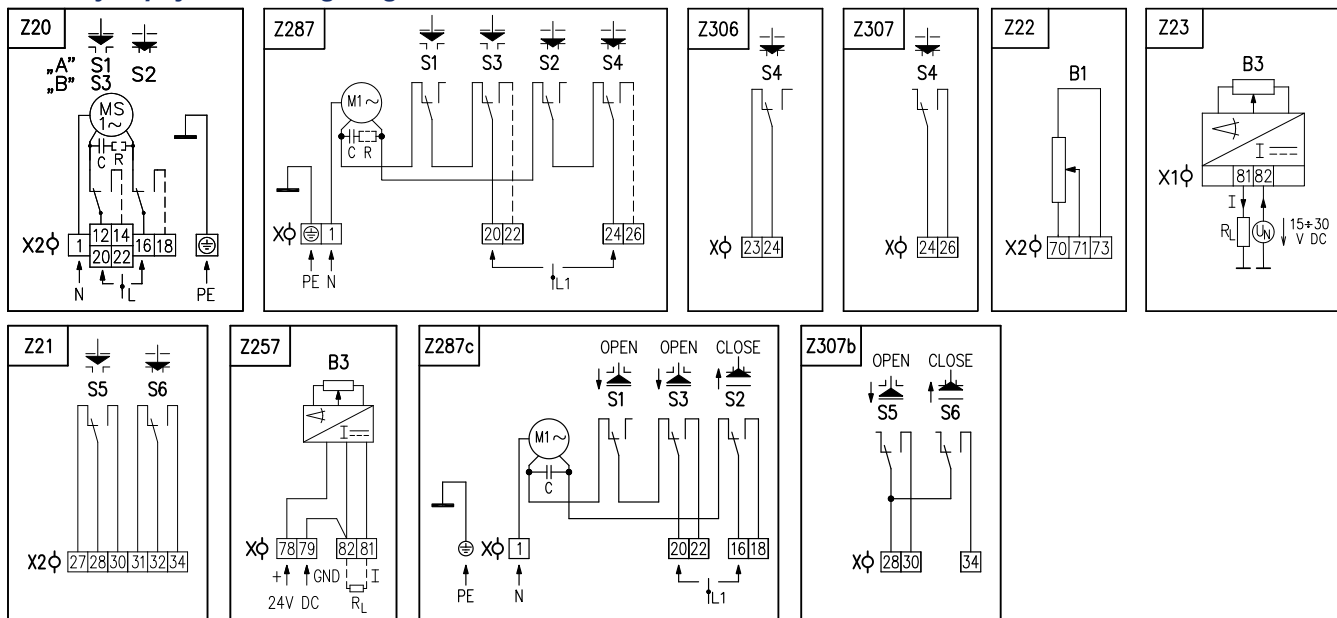 Z20
„A” S1 S2
„B” S3
MS
1~
C R
X2 1 12 14 16 18
20 22
N L PE
Z287
S1 S3 S2 S4
M1~
C R
X 1 20 22 24 26
PE N L1
Z306
S4
X 23 24
Z307
S4
X 24 26
Z22
B1
X2 70 71 73
Z23
B3
I
X1 81 82
I
RL UN 15÷30
V DC
Z21
S5 S6
X2 27 28 30 31 32 34
Z257
B3
I
X 78 79 82 81
+ GND I
24V DC RL
Z287c
OPEN OPEN CLOSE
S1 S3 S2
M1~
C
X 1 20 22 16 18
PE N L1
Z307b
OPEN CLOSE
S5 S6
X 28 30 34